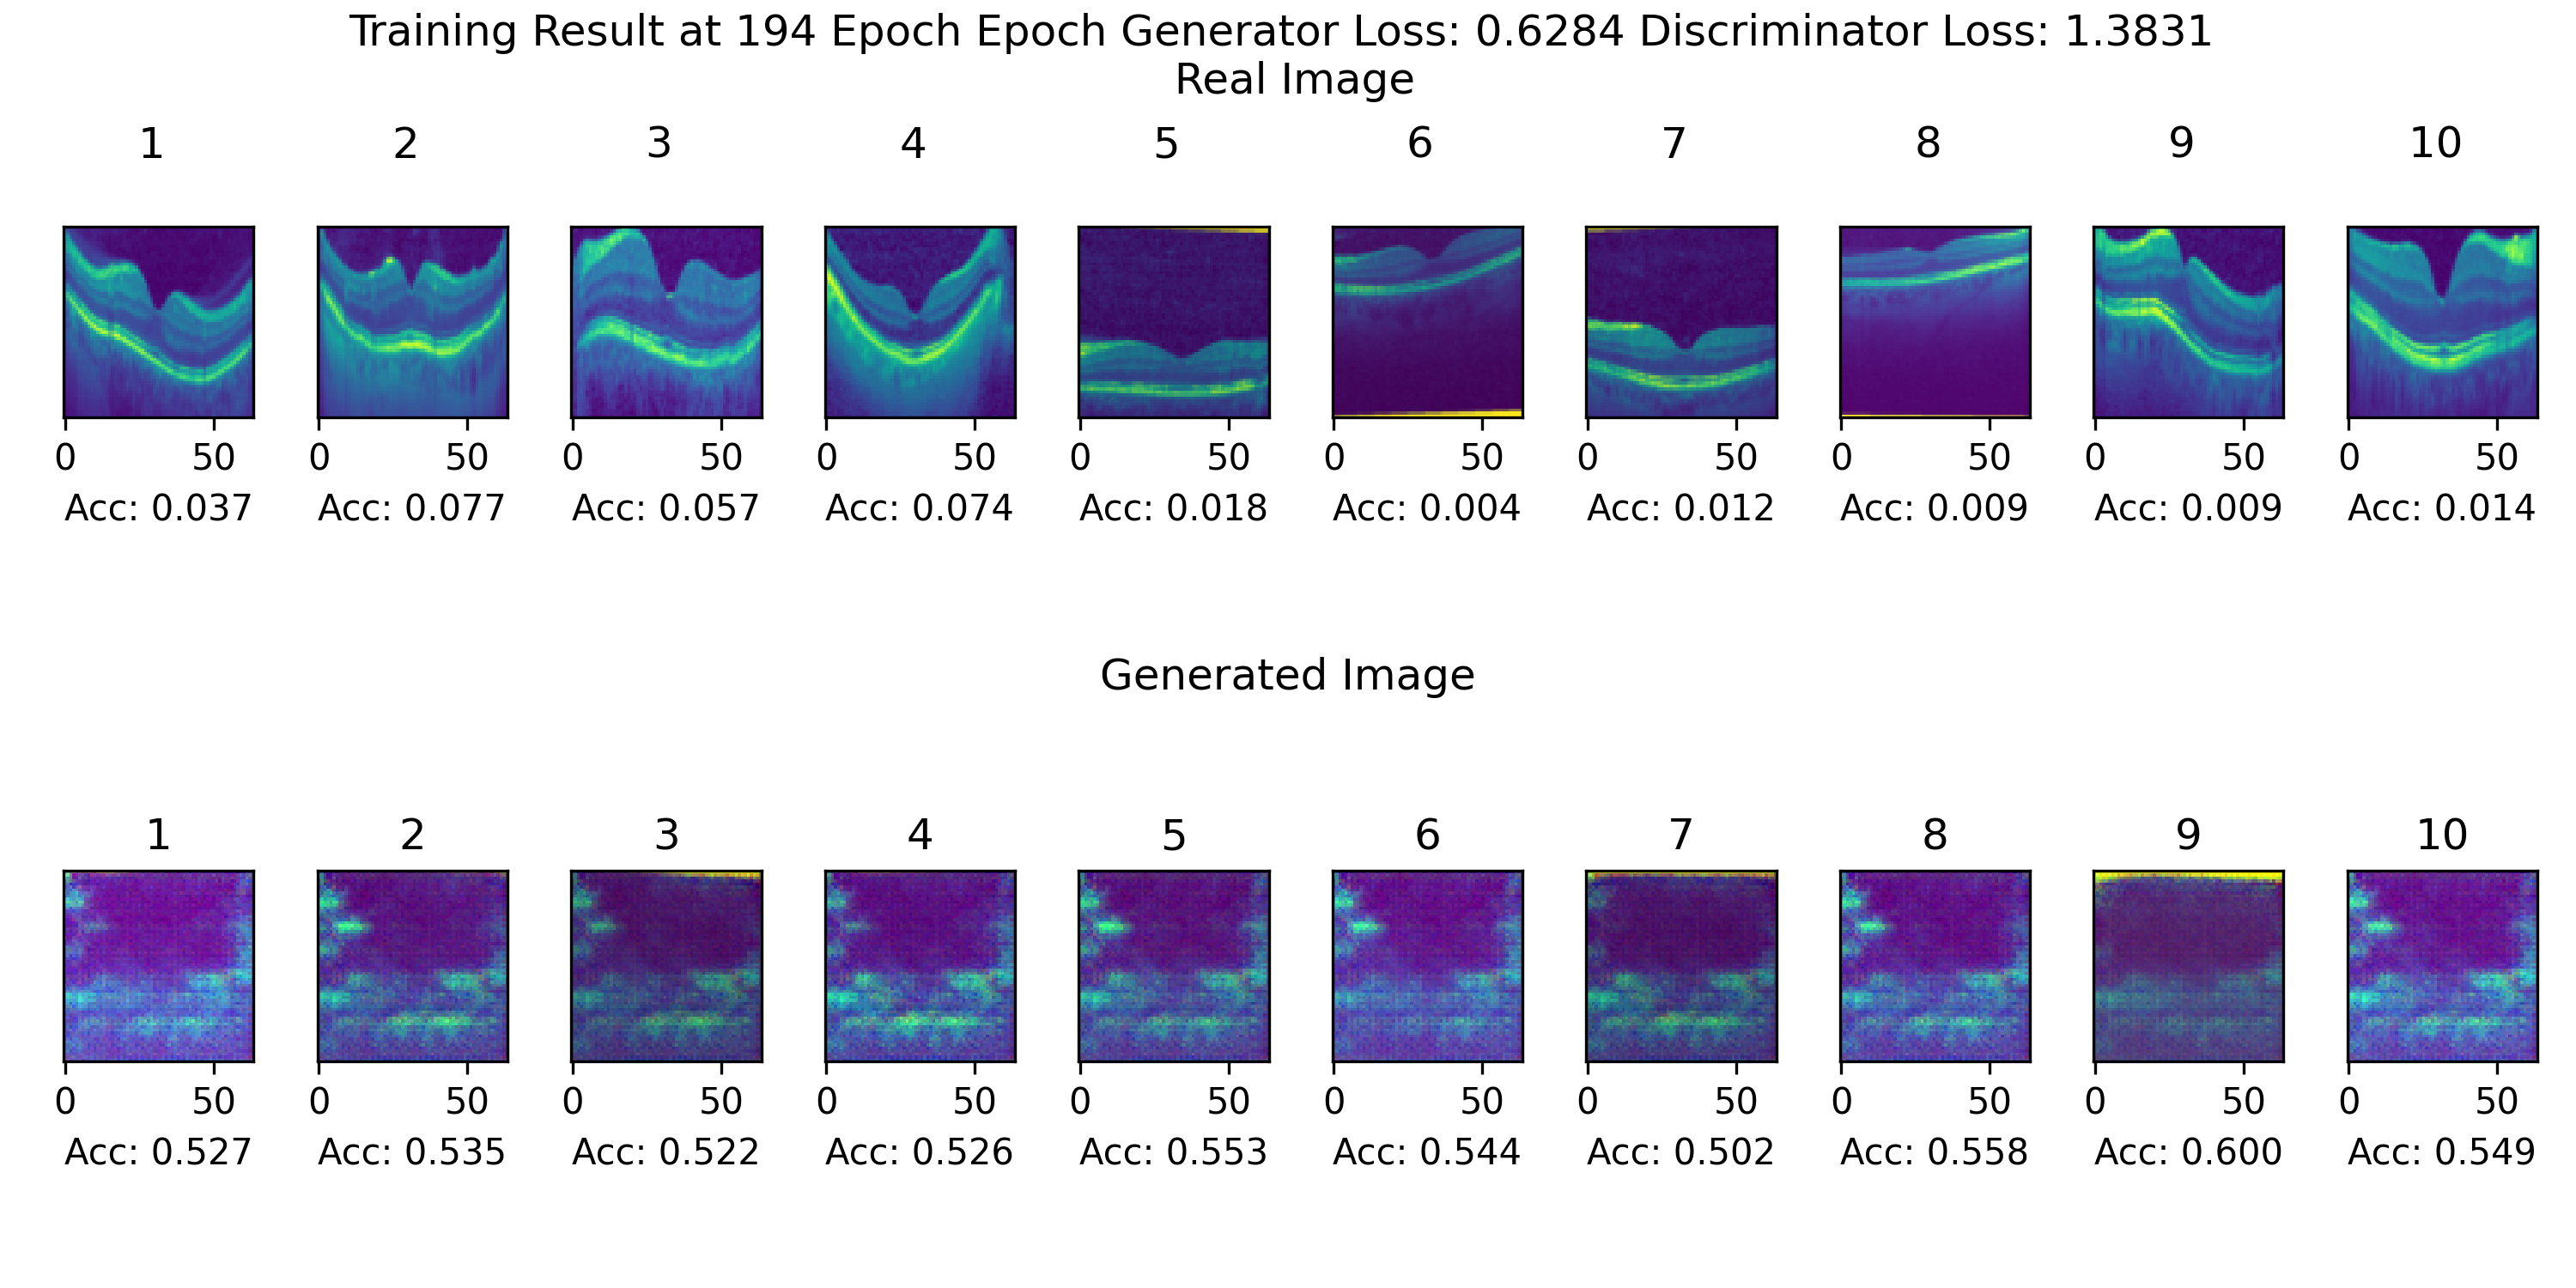 Training Result at 194 Epoch Epoch Generator Loss: 0.6284 Discriminator Loss: 1.3831
Real Image
1 2 3 4 5 6 7 8 9 10
0 50 0 50 0 50 0 50 0 50 0 50 0 50 0 50 0 50 0 50
Acc: 0.037 Acc: 0.077 Acc: 0.057 Acc: 0.074 Acc: 0.018 Acc: 0.004 Acc: 0.012 Acc: 0.009 Acc: 0.009 Acc: 0.014
Generated Image
1 2 3 4 5 6 7 8 9 10
0 50 0 50 0 50 0 50 0 50 0 50 0 50 0 50 0 50 0 50
Acc: 0.527 Acc: 0.535 Acc: 0.522 Acc: 0.526 Acc: 0.553 Acc: 0.544 Acc: 0.502 Acc: 0.558 Acc: 0.600 Acc: 0.549